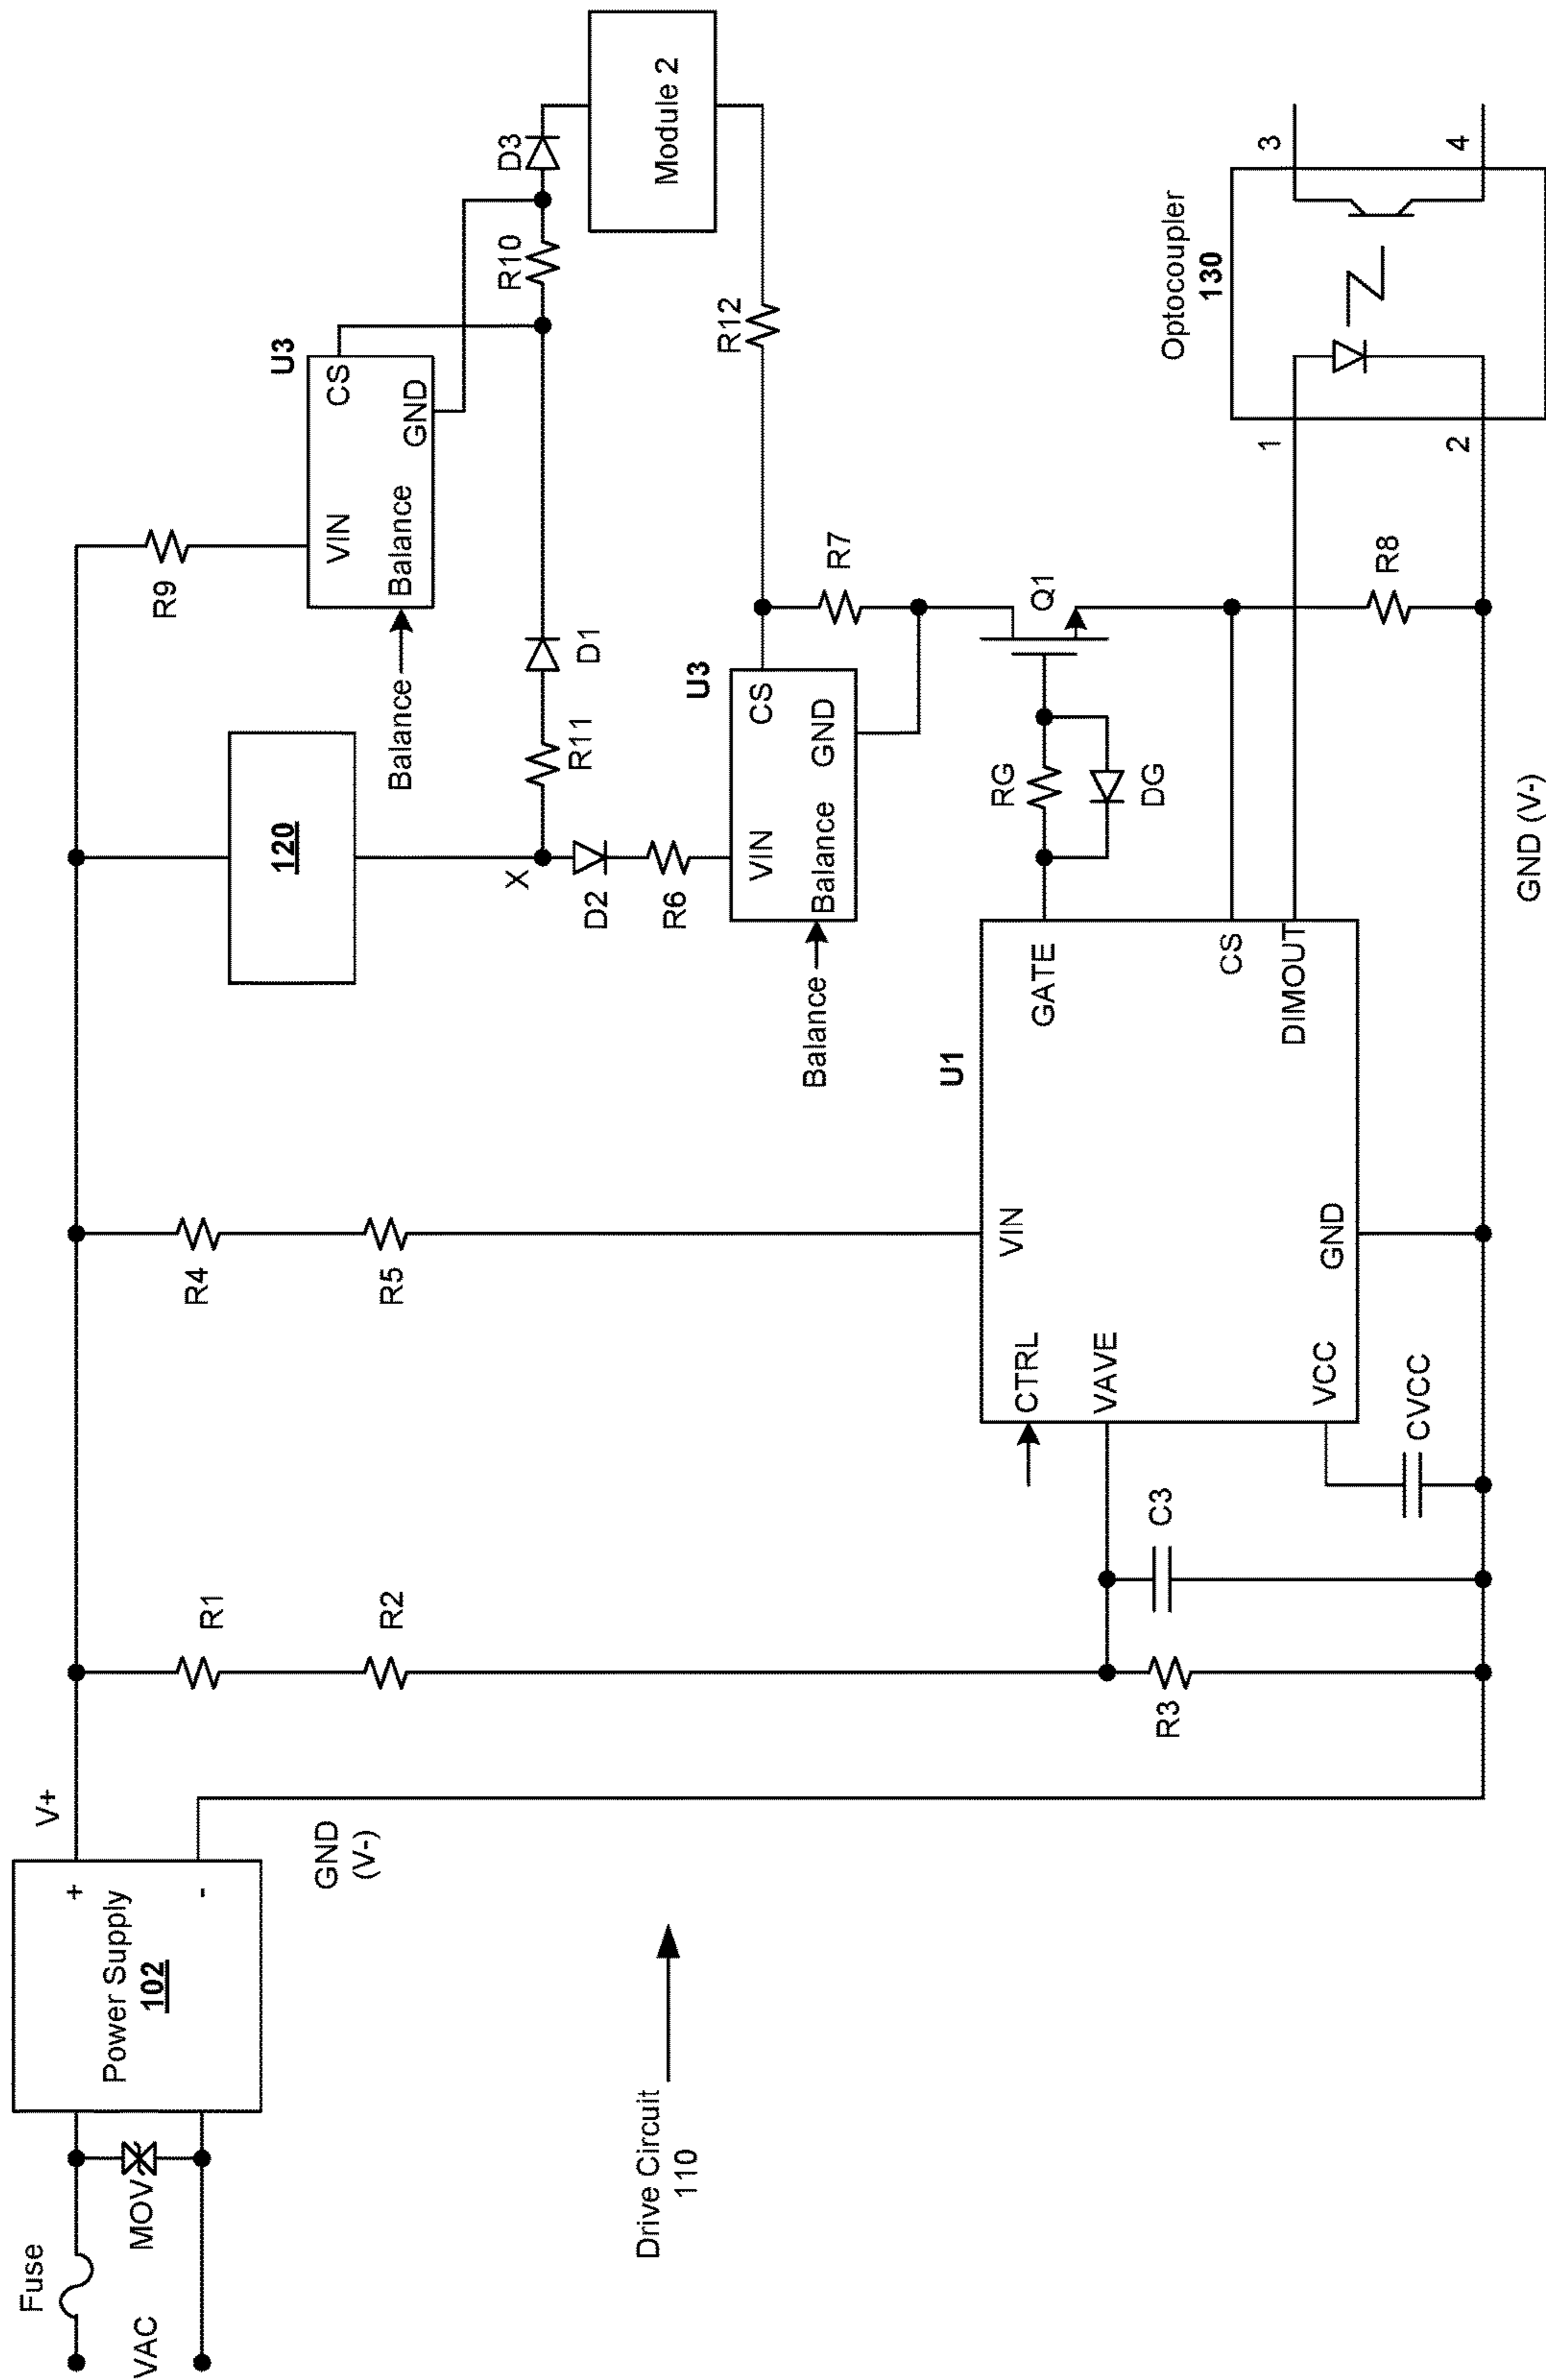 Fuse
VAC
MOV
Power Supply
102
+
-
V+
GND
(V-)
Drive Circuit
110
R1
R2
R3
C3
R4
R5
CTRL
VAVE
VCC
CVCC
VIN
GND
U1
GATE
CS
DIMOUT
120
X
D2
R6
R11
D1
Balance
R9
VIN
Balance
CS
GND
U3
R10
D3
Module 2
R12
Balance
VIN
Balance
CS
GND
U3
R7
RG
DG
Q1
R8
GND (V-)
Optocoupler
130
1
2
3
4